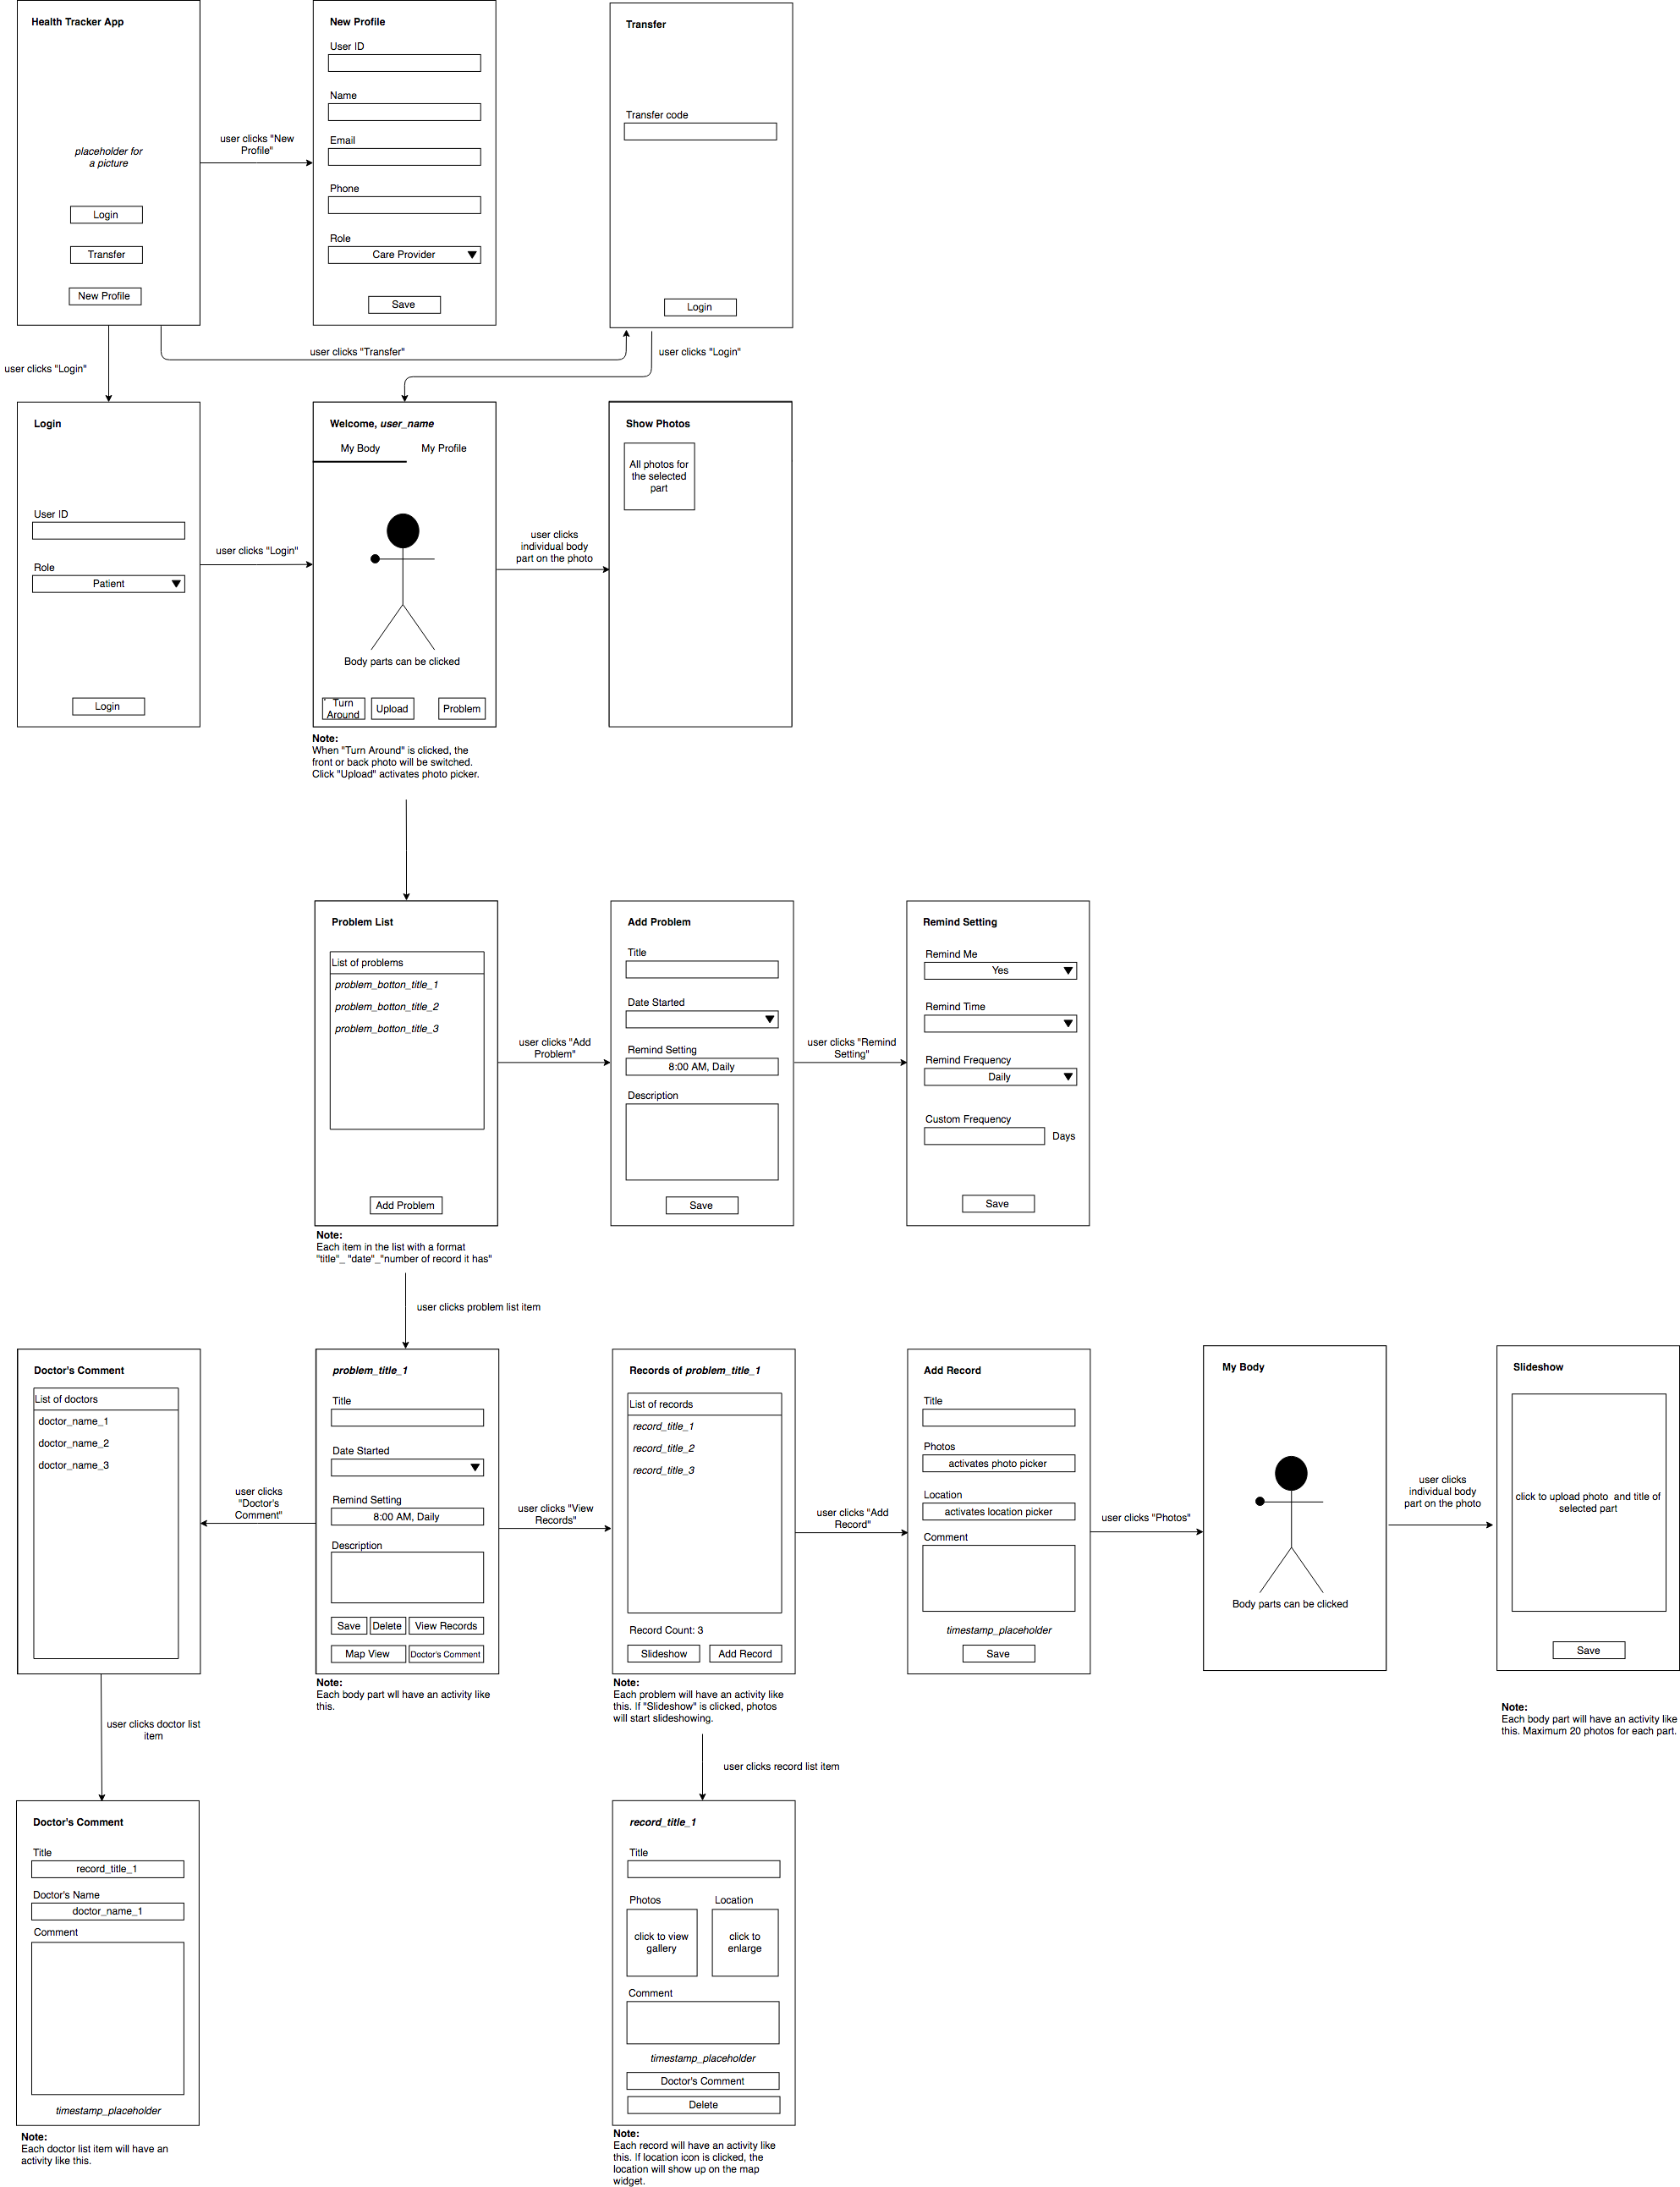 Health Tracker App
placeholder for
a picture
Login
Transfer
New Profile
user clicks "New
Profile"
New Profile
User ID
Name
Email
Phone
Role
Care Provider
Save
Transfer
Transfer code
Login
user clicks "Login"
user clicks "Transfer"
user clicks "Login"
Login
User ID
Role
Patient
Login
user clicks "Login"
Welcome, user_name
My Body
My Profile
Body parts can be clicked
Turn
Around
Upload
Problem
Note:
When "Turn Around" is clicked, the
front or back photo will be switched.
Click "Upload" activates photo picker.
user clicks
individual body
part on the photo
Show Photos
All photos for
the selected
part
Problem List
List of problems
problem_botton_title_1
problem_botton_title_2
problem_botton_title_3
Add Problem
Note:
Each item in the list with a format
"title"_ "date"_"number of record it has"
user clicks "Add
Problem"
Add Problem
Title
Date Started
Remind Setting
8:00 AM, Daily
Description
Save
user clicks "Remind
Setting"
Remind Setting
Remind Me
Yes
Remind Time
Remind Frequency
Daily
Custom Frequency
Days
Save
user clicks problem list item
Doctor's Comment
List of doctors
doctor_name_1
doctor_name_2
doctor_name_3
user clicks
"Doctor's
Comment"
problem_title_1
Title
Date Started
Remind Setting
8:00 AM, Daily
Description
Save
Delete
View Records
Map View
Doctor's Comment
Note:
Each body part wll have an activity like
this.
user clicks "View
Records"
Records of problem_title_1
List of records
record_title_1
record_title_2
record_title_3
Record Count: 3
Slideshow
Add Record
Note:
Each problem will have an activity like
this. If "Slideshow" is clicked, photos
will start slideshowing.
user clicks "Add
Record"
Add Record
Title
Photos
activates photo picker
Location
activates location picker
Comment
timestamp_placeholder
Save
user clicks "Photos"
My Body
Body parts can be clicked
user clicks
individual body
part on the photo
Slideshow
click to upload photo and title of
selected part
Save
Note:
Each body part will have an activity like
this. Maximum 20 photos for each part.
user clicks doctor list
item
user clicks record list item
Doctor's Comment
Title
record_title_1
Doctor's Name
doctor_name_1
Comment
timestamp_placeholder
Note:
Each doctor list item will have an
activity like this.
record_title_1
Title
Photos
Location
click to view
gallery
click to
enlarge
Comment
timestamp_placeholder
Doctor's Comment
Delete
Note:
Each record will have an activity like
this. If location icon is clicked, the
location will show up on the map
widget.